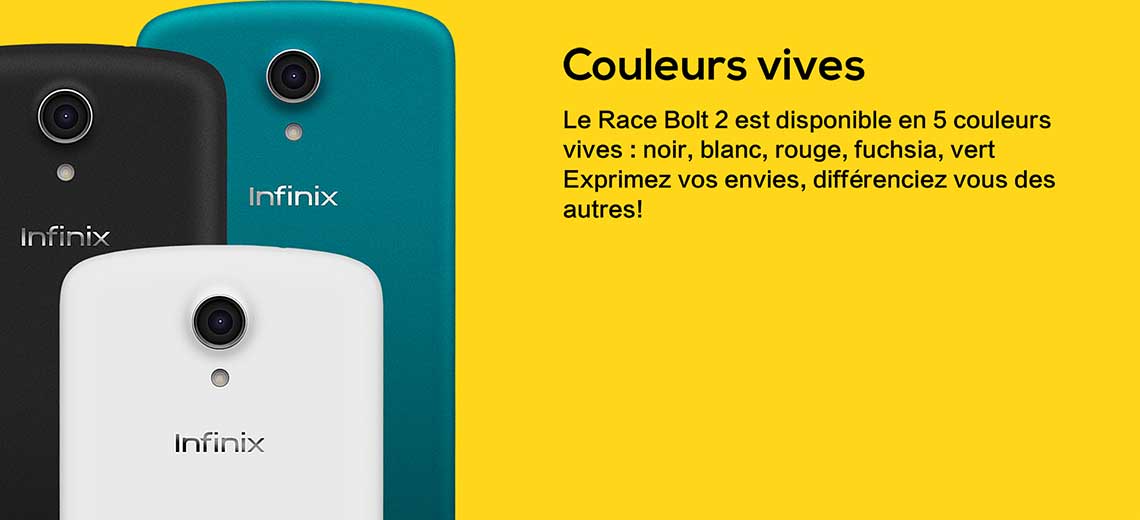 Couleurs vives
Le Race Bolt 2 est disponible en 5 couleurs
vives : noir, blanc, rouge, fuchsia, vert
Exprimez vos envies, différenciez vous des
autres!
Infinix
Infinix
Infinix